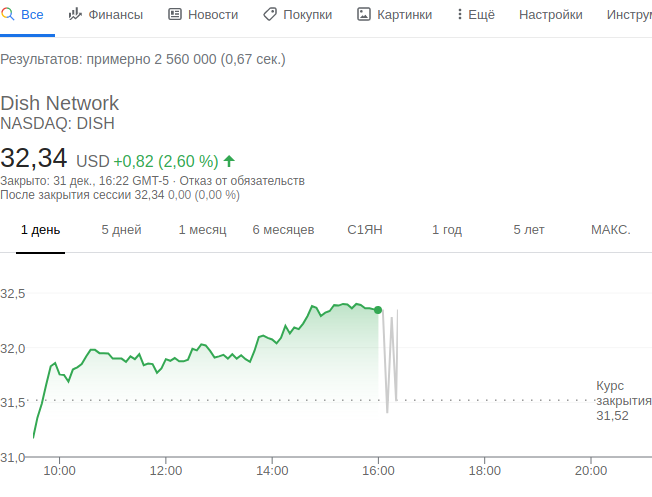 Все Финансы Новости Покупки Картинки Ещё Настройки Инструм
Результатов: примерно 2 560 000 (0,67 сек.)
Dish Network
NASDAQ: DISH
32,34 USD +0,82 (2,60 %)
Закрыто: 31 дек., 16:22 GMT-5 · Отказ от обязательств
После закрытия сессии 32,34 0,00 (0,00 %)
1 день 5 дней 1 месяц 6 месяцев С1ЯН 1 год 5 лет МАКС.
32,5
32,0
31,5
Курс
закрытия
31,52
31,0
10:00 12:00 14:00 16:00 18:00 20:00